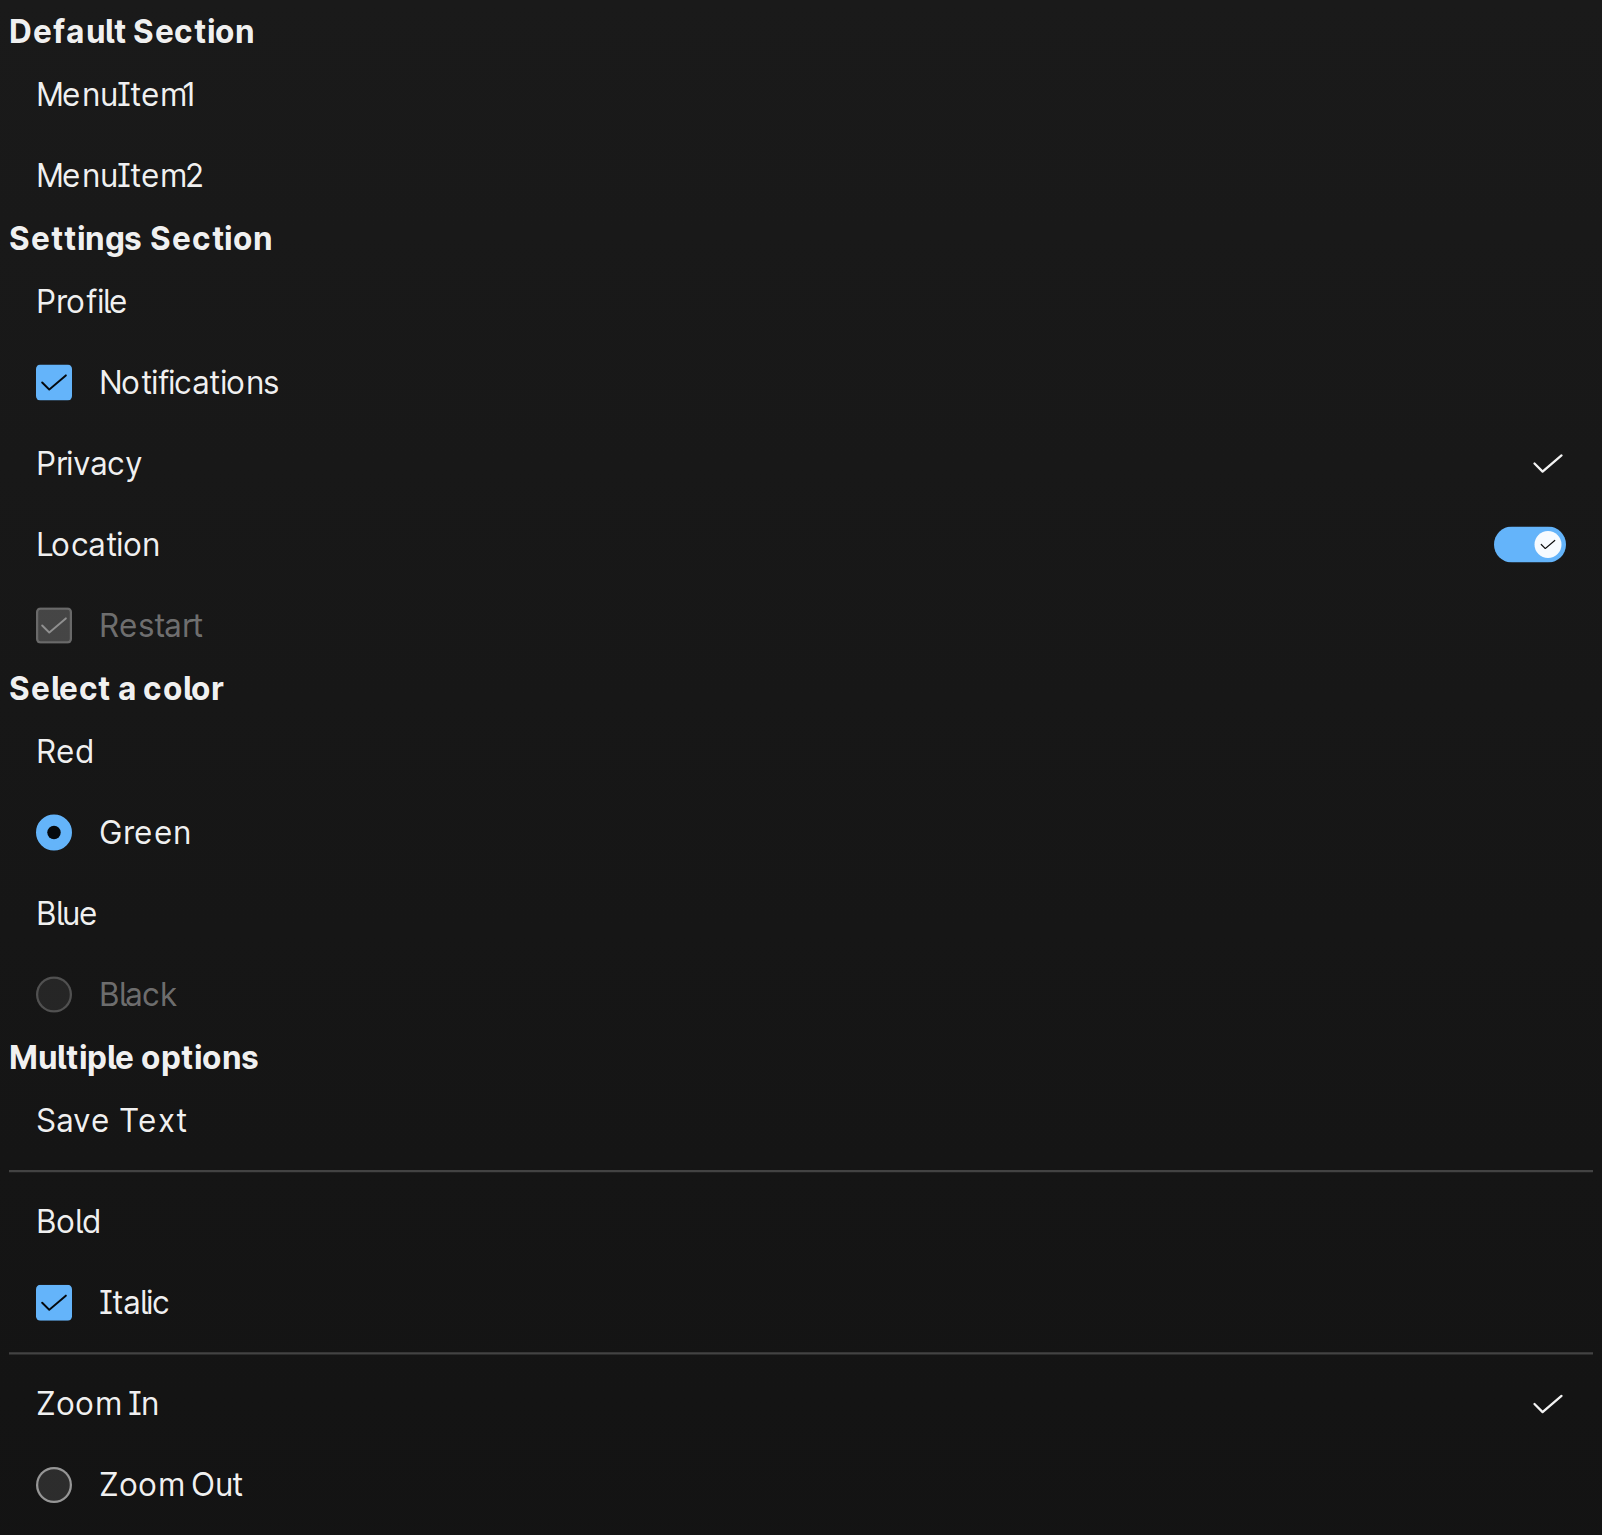 Default Section
MenuItem1
MenuItem2
Settings Section
Profile
Notifications
Privacy
Location
Restart
Select a color
Red
Green
Blue
Black
Multiple options
Save Text
Bold
Italic
Zoom In
Zoom Out